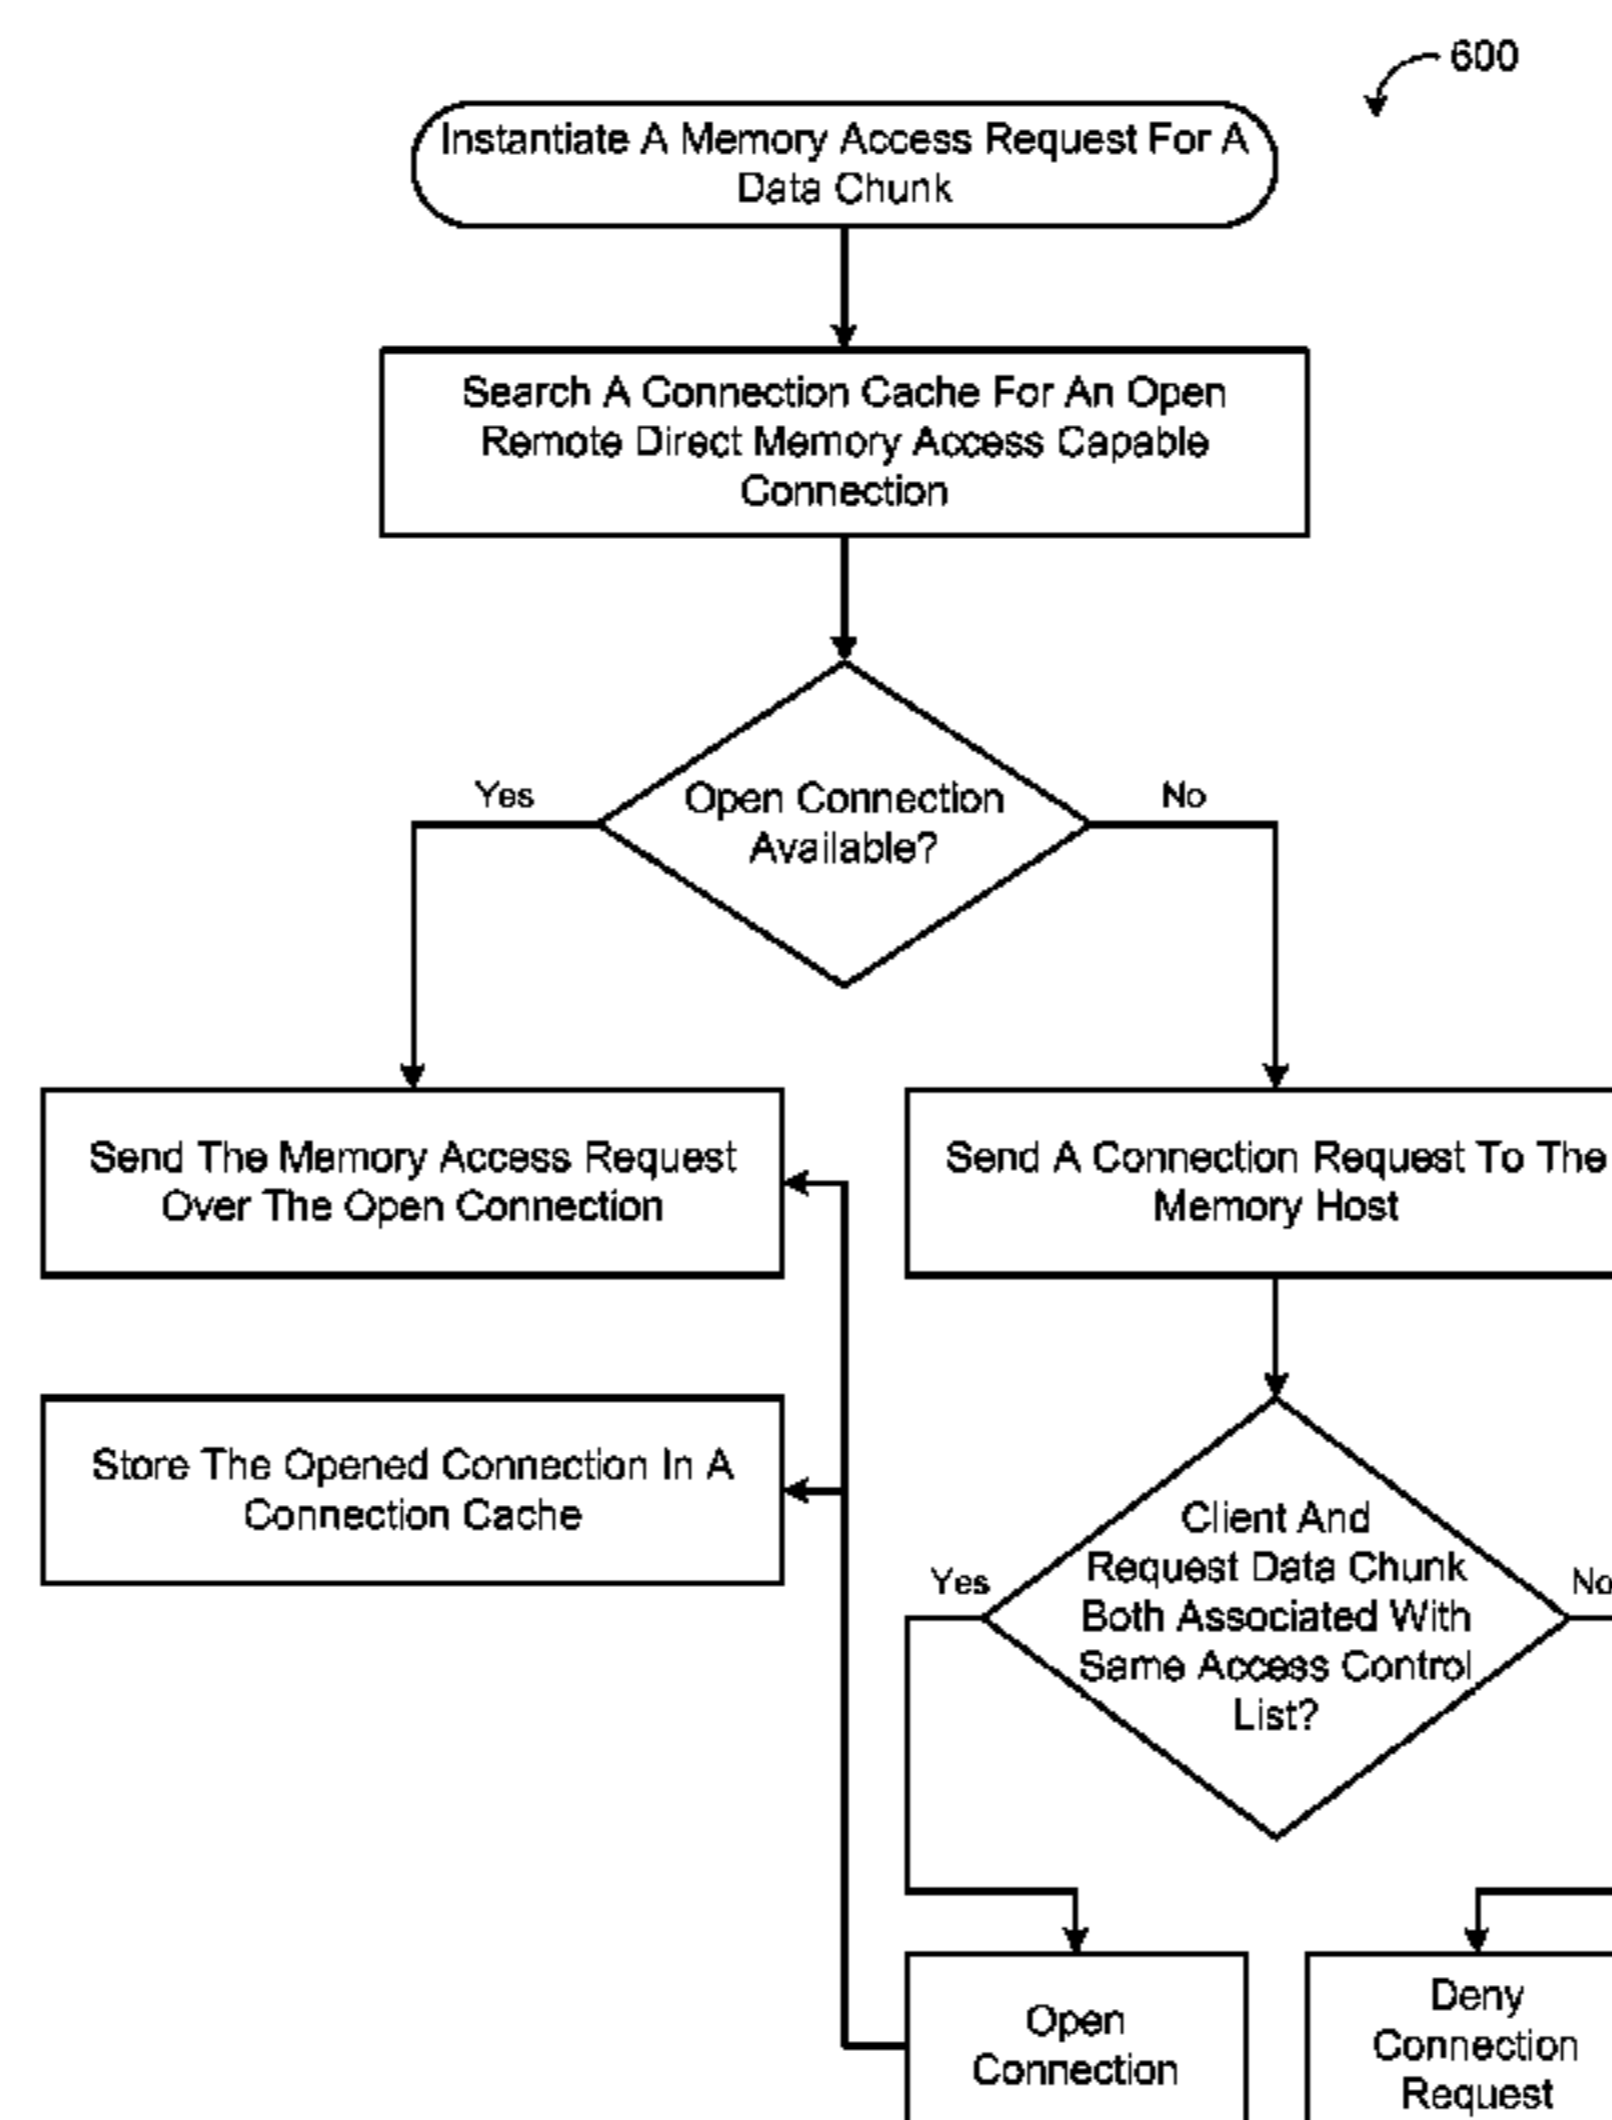 600
Instantiate A Memory Access Request For A
Data Chunk
Search A Connection Cache For An Open
Remote Direct Memory Access Capable
Connection
Open Connection
Available?
Yes
No
Send The Memory Access Request
Over The Open Connection
Send A Connection Request To The
Memory Host
Store The Opened Connection In A
Connection Cache
Client And
Request Data Chunk
Both Associated With
Same Access Control
List?
Yes
No
Open
Connection
Deny
Connection
Request